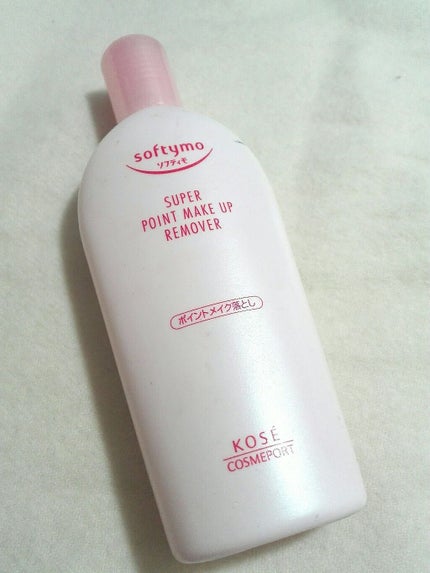 softymo
ソフティモ
SUPER
POINT MAKE UP
REMOVER
ポイントメイク落とし
KOSÉ
COSMEPORT